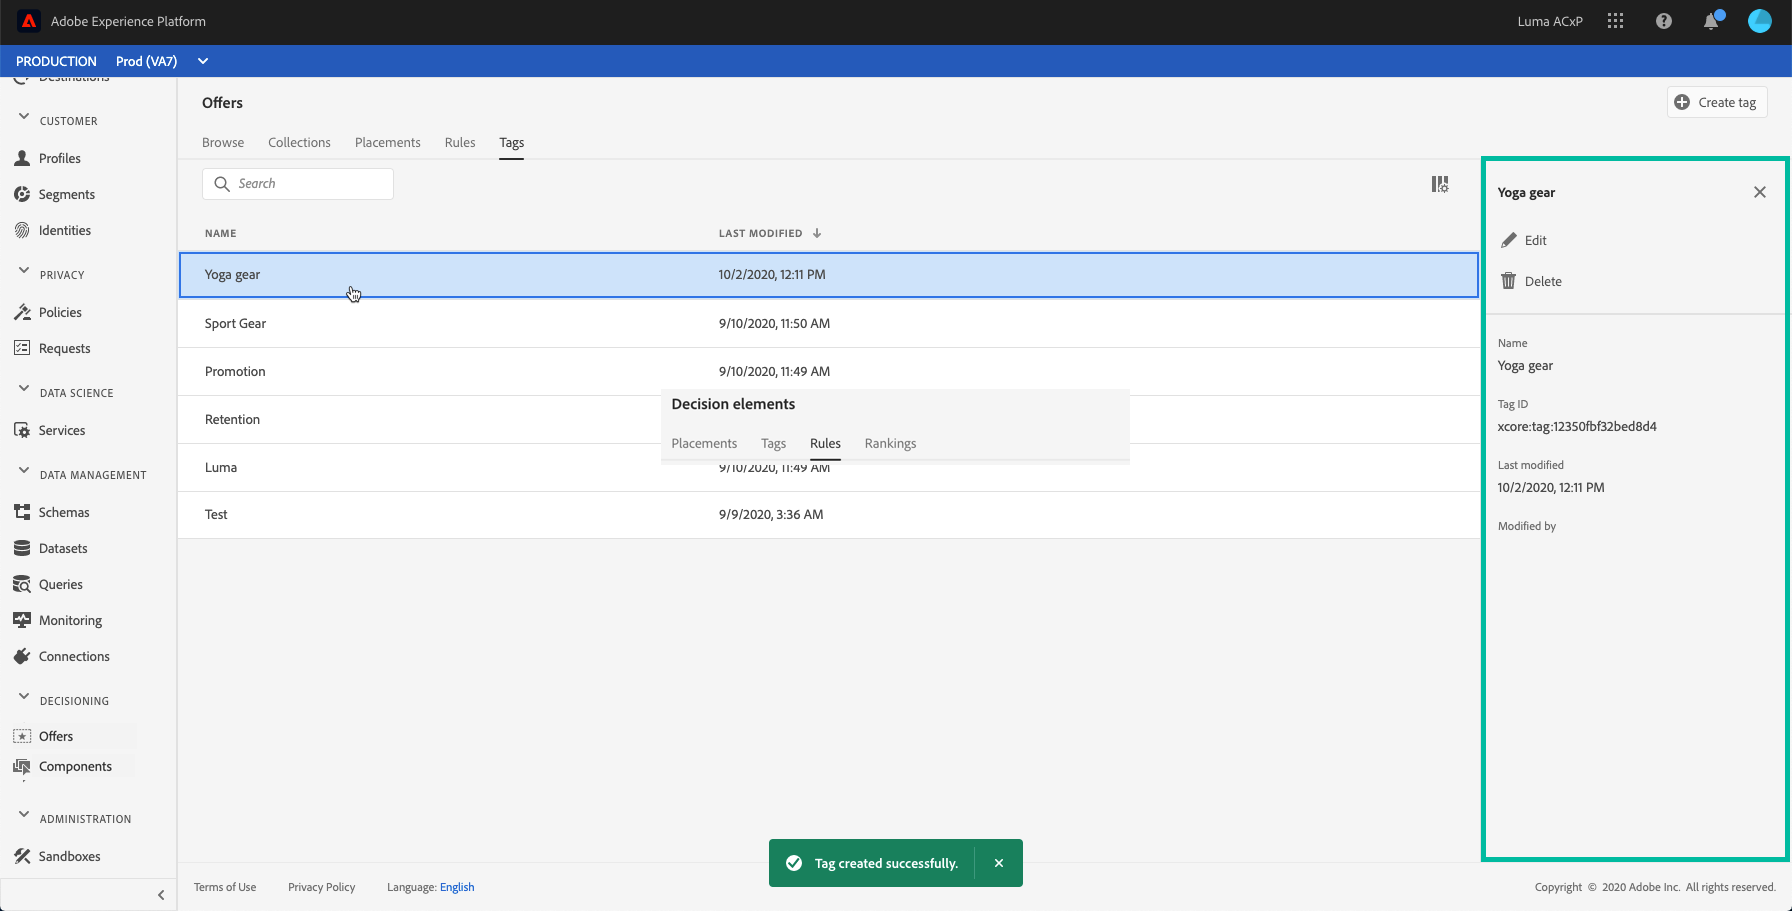 Adobe Experience Platform
Luma ACxP
PRODUCTION Prod (VA7)
Destinations
CUSTOMER
Profiles
Segments
Identities
PRIVACY
Policies
Requests
DATA SCIENCE
Services
DATA MANAGEMENT
Schemas
Datasets
Queries
Monitoring
Connections
DECISIONING
Offers
Components
ADMINISTRATION
Sandboxes
Offers
Create tag
Browse Collections Placements Rules Tags
Search
NAME LAST MODIFIED
Yoga gear 10/2/2020, 12:11 PM
Sport Gear 9/10/2020, 11:50 AM
Promotion 9/10/2020, 11:49 AM
Retention
Decision elements
Placements Tags Rules Rankings
Luma 9/10/2020, 11:49 AM
Test 9/9/2020, 3:36 AM
Yoga gear
Edit
Delete
Name
Yoga gear
Tag ID
xcore:tag:12350fbf32bed8d4
Last modified
10/2/2020, 12:11 PM
Modified by
Tag created successfully.
Terms of Use Privacy Policy Language: English
Copyright © 2020 Adobe Inc. All rights reserved.